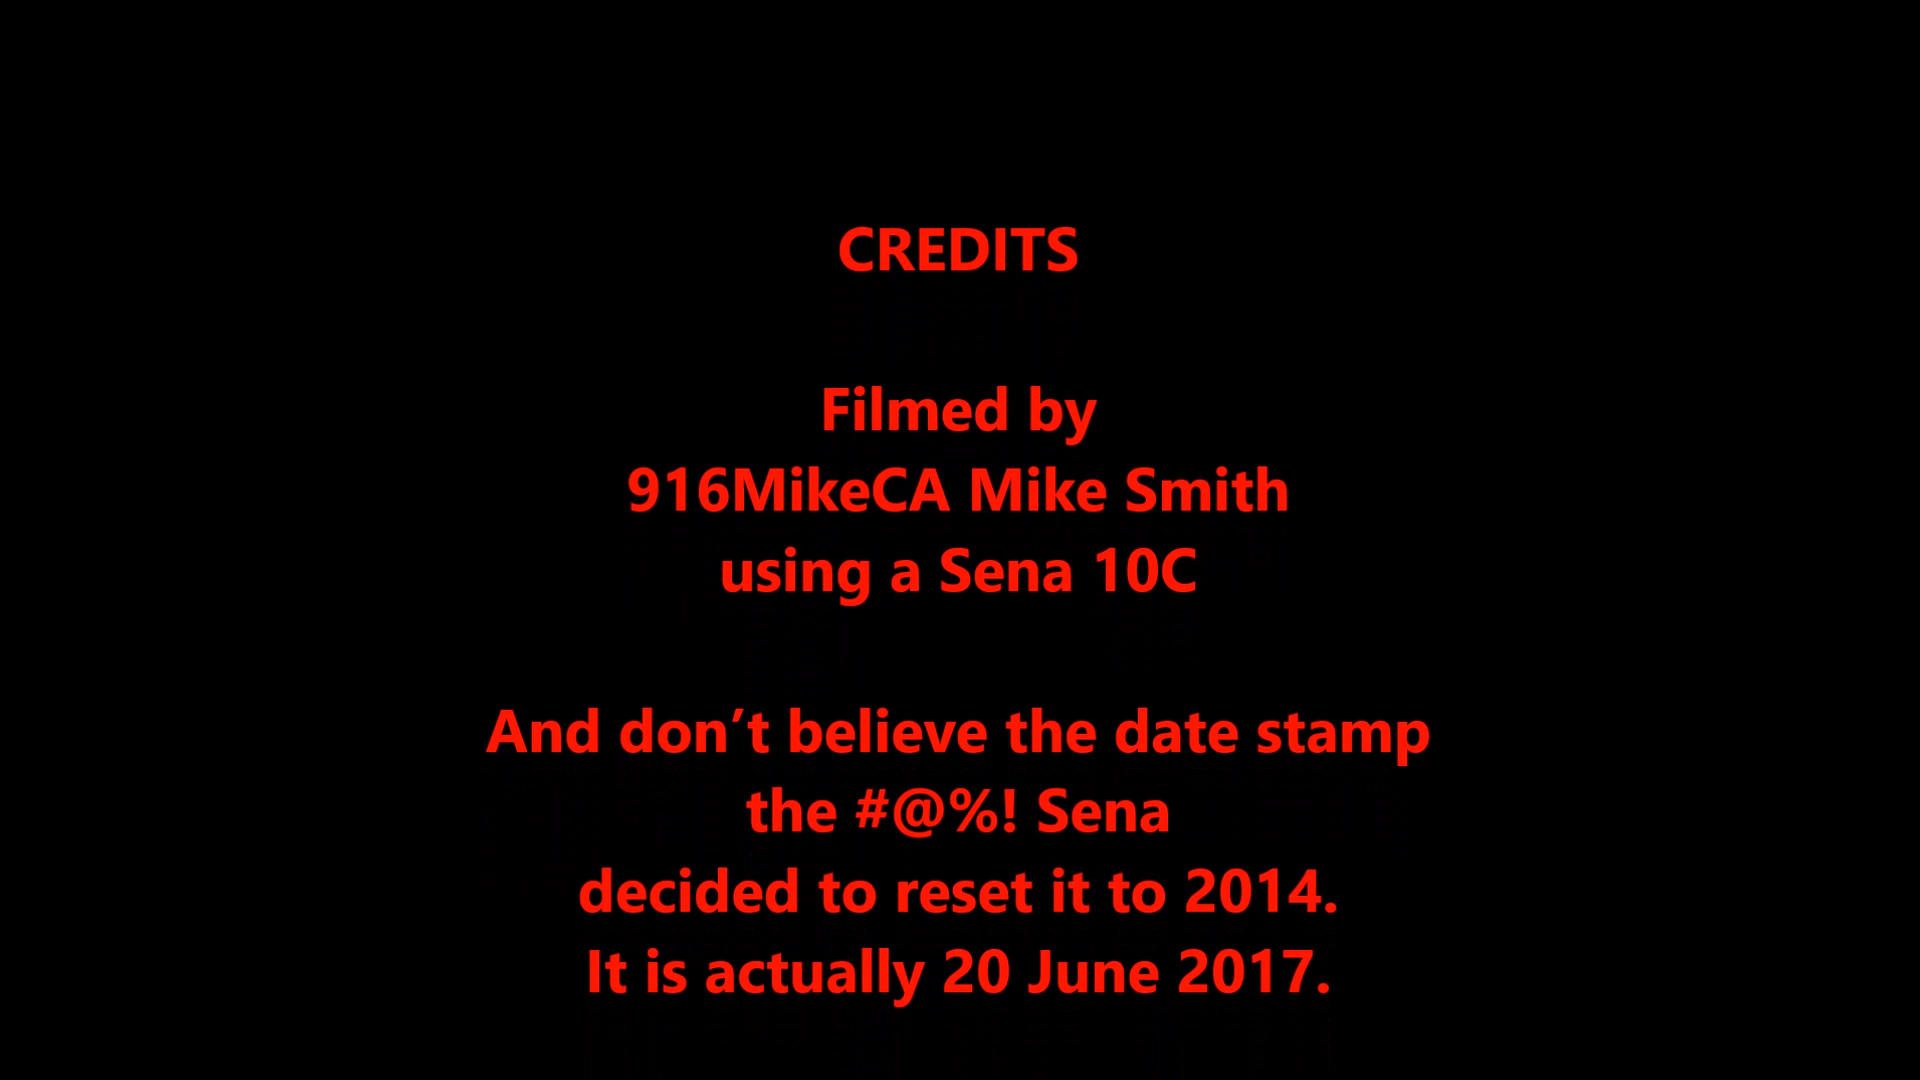 CREDITS
Filmed by
916MikeCA Mike Smith
using a Sena 10C
And don’t believe the date stamp
the #@%! Sena
decided to reset it to 2014.
It is actually 20 June 2017.